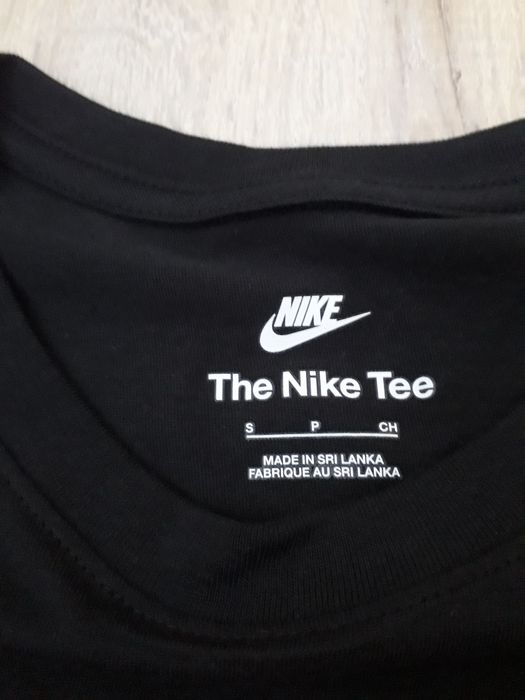 NIKE
The Nike Tee
S P CH
MADE IN SRI LANKA
FABRIQUE AU SRI LANKA